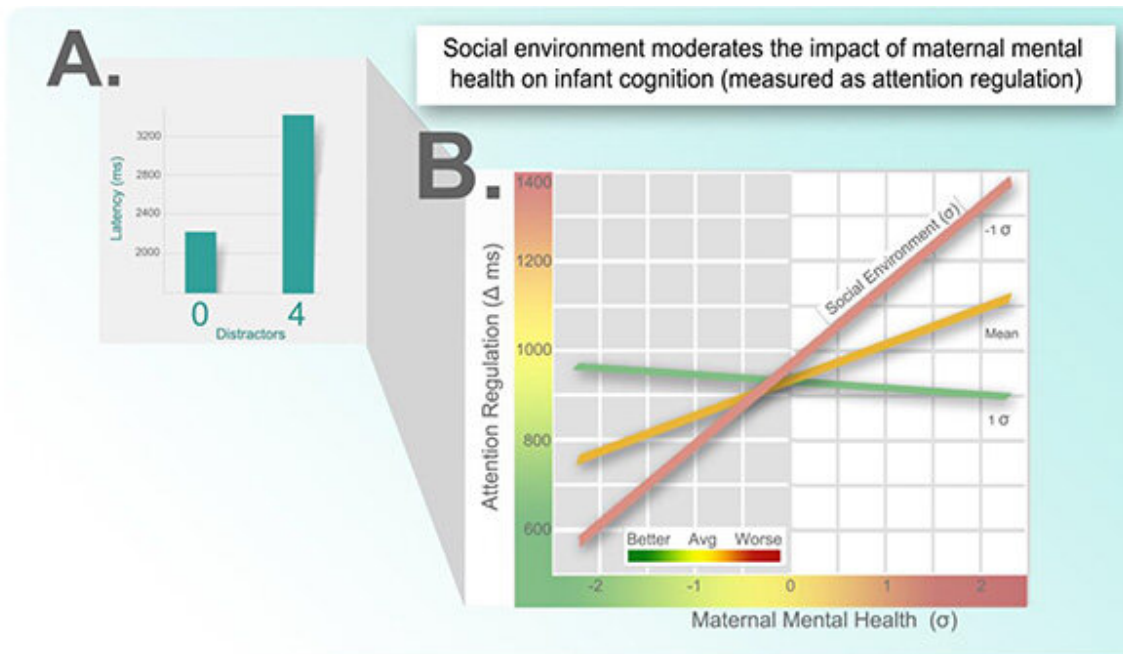 A.
Social environment moderates the impact of maternal mental
health on infant cognition (measured as attention regulation)
3200
2800
2400
2000
Latency (ms)
0
4
Distractors
B.
1400
1200
1000
800
600
Attention Regulation (Δ ms)
Social Environment (σ)
-1 σ
Mean
1 σ
Better Avg Worse
-2 -1 0 1 2
Maternal Mental Health (σ)